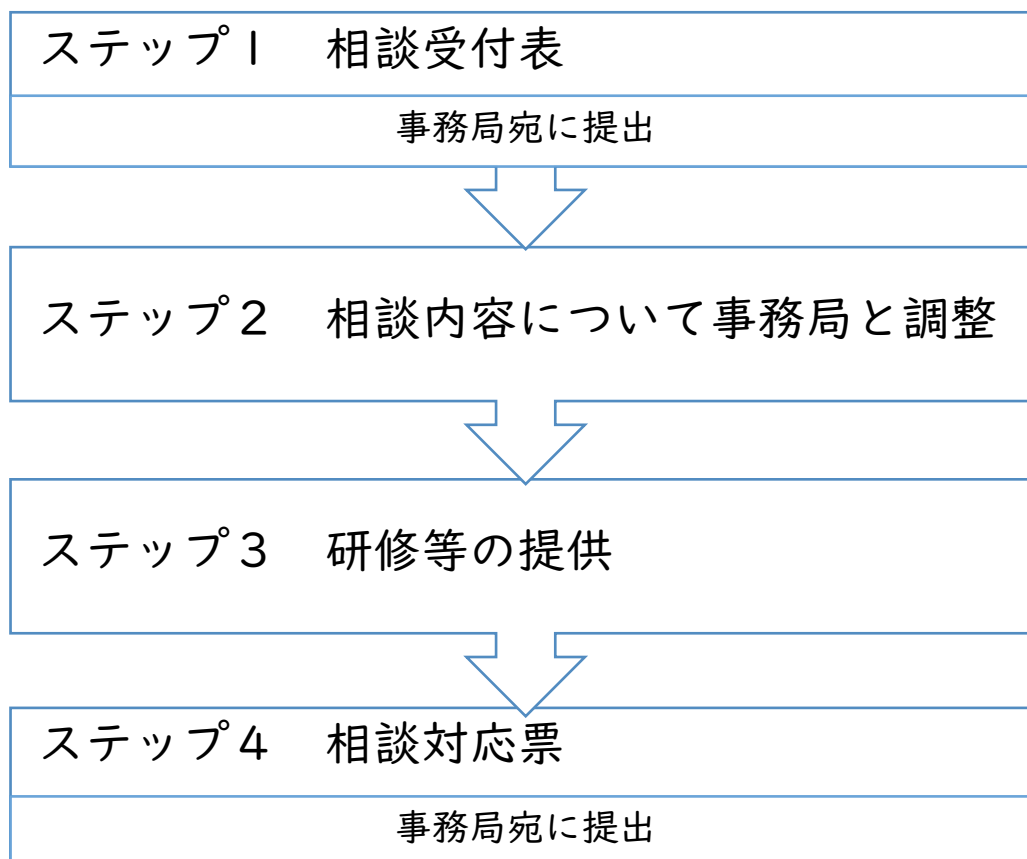 ステップ１　相談受付表
事務局宛に提出
ステップ２　相談内容について事務局と調整
ステップ３　研修等の提供
ステップ４　相談対応票
事務局宛に提出